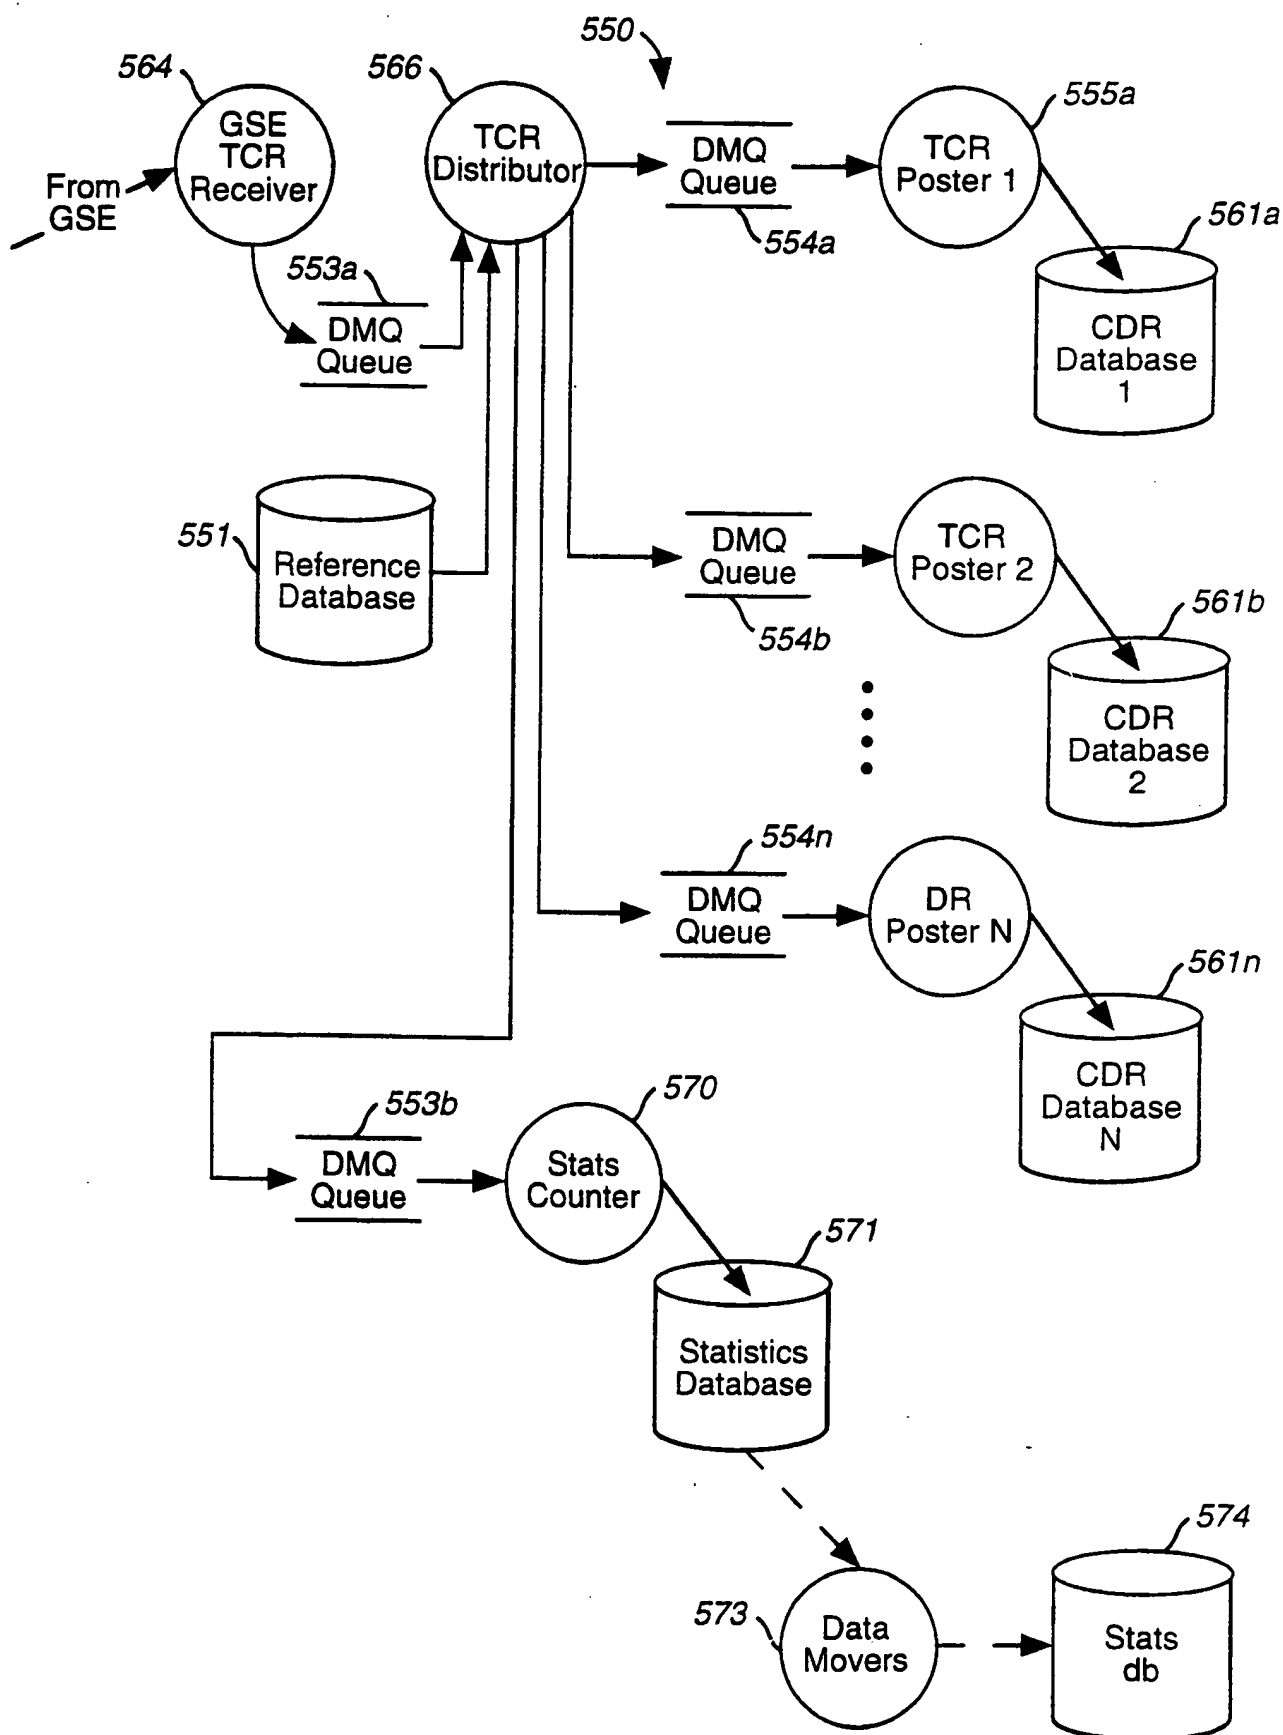 550
564
566
555a
GSE
TCR
Receiver
TCR
Distributor
DMQ
Queue
TCR
Poster 1
From
GSE
554a
561a
553a
DMQ
Queue
CDR
Database
1
551
Reference
Database
DMQ
Queue
TCR
Poster 2
554b
561b
CDR
Database
2
554n
DMQ
Queue
DR
Poster N
561n
CDR
Database
N
553b
570
DMQ
Queue
Stats
Counter
571
Statistics
Database
574
573
Data
Movers
Stats
db